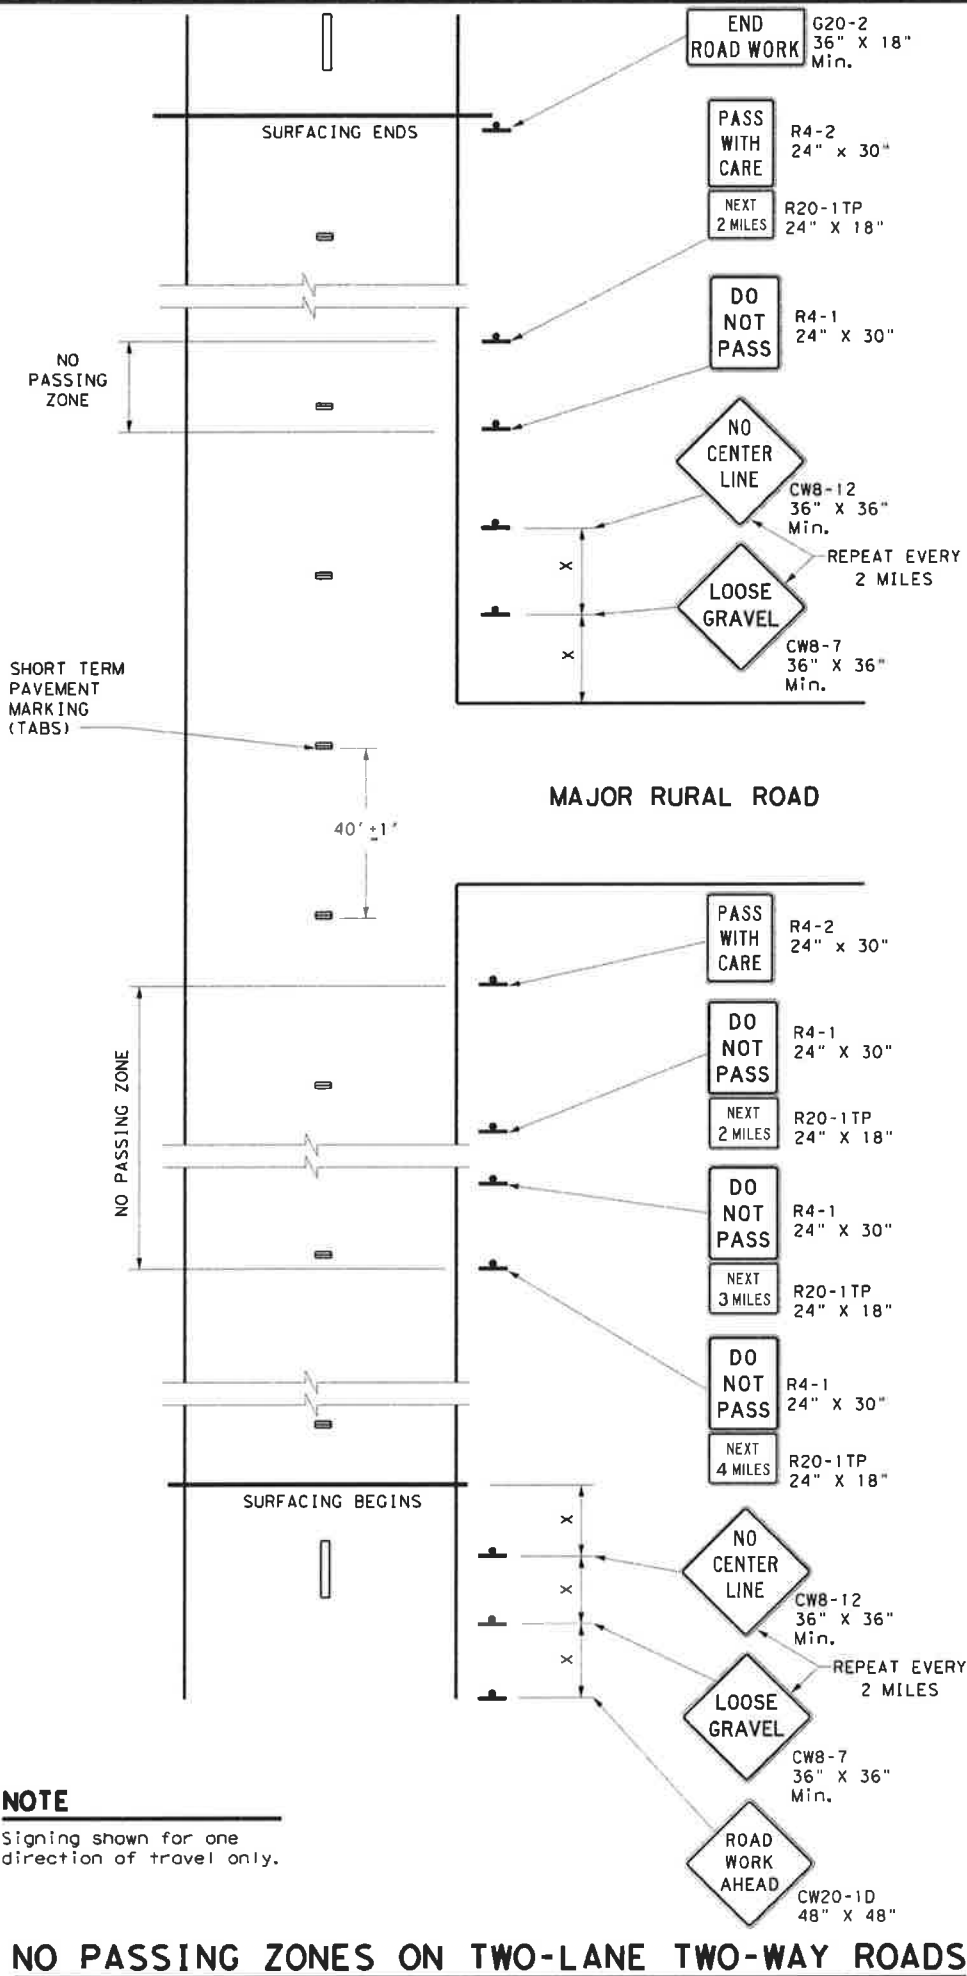 END
ROAD WORK
G20-2
36" X 18"
Min.
SURFACING ENDS
PASS
WITH
CARE
R4-2
24" x 30"
NEXT
2 MILES
R20-1TP
24" X 18"
DO
NOT
PASS
R4-1
24" X 30"
NO
PASSING
ZONE
NO
CENTER
LINE
CW8-12
36" X 36"
Min.
X
REPEAT EVERY
2 MILES
LOOSE
GRAVEL
CW8-7
36" X 36"
Min.
X
SHORT TERM
PAVEMENT
MARKING
(TABS)
MAJOR RURAL ROAD
40' ±1'
PASS
WITH
CARE
R4-2
24" x 30"
DO
NOT
PASS
R4-1
24" X 30"
NEXT
2 MILES
R20-1TP
24" X 18"
NO PASSING ZONE
DO
NOT
PASS
R4-1
24" X 30"
NEXT
3 MILES
R20-1TP
24" X 18"
DO
NOT
PASS
R4-1
24" X 30"
NEXT
4 MILES
R20-1TP
24" X 18"
SURFACING BEGINS
X
NO
CENTER
LINE
CW8-12
36" X 36"
Min.
X
REPEAT EVERY
2 MILES
X
LOOSE
GRAVEL
CW8-7
36" X 36"
Min.
NOTE
Signing shown for one
direction of travel only.
ROAD
WORK
AHEAD
CW20-1D
48" X 48"
NO PASSING ZONES ON TWO-LANE TWO-WAY ROADS